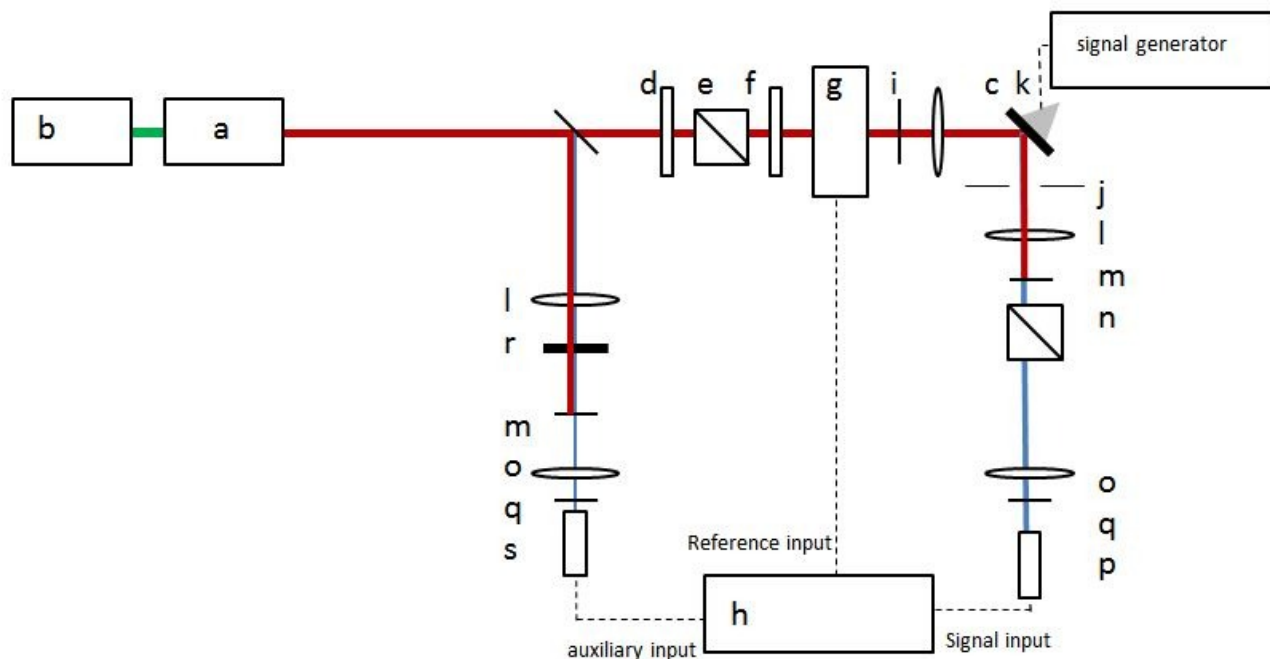 signal generator
d e f g i c k
b a
j
l
m
n
l
r
m
o
q
s
o
q
p
Reference input
h
auxiliary input
Signal input